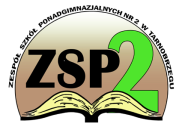 ZESPÓŁ SZKÓŁ PONADGIMNAZJALNYCH NR 2 W TARNOBRZEGU
ZSP2